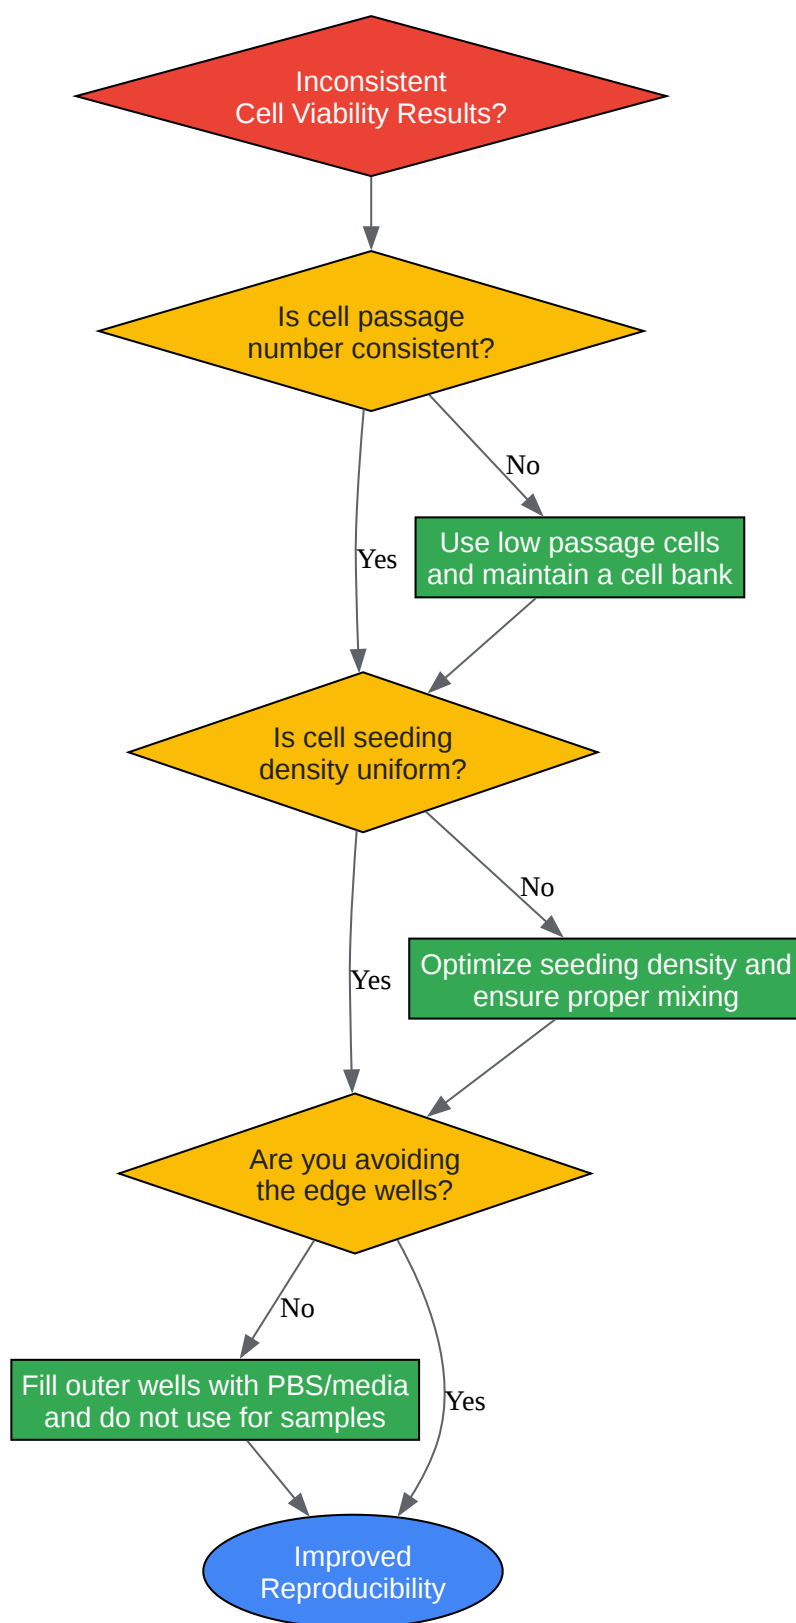 Inconsistent
Cell Viability Results?
Is cell passage
number consistent?
No
Yes
Use low passage cells
and maintain a cell bank
Is cell seeding
density uniform?
No
Yes
Optimize seeding density and
ensure proper mixing
Are you avoiding
the edge wells?
No
Fill outer wells with PBS/media
and do not use for samples
Yes
Improved
Reproducibility